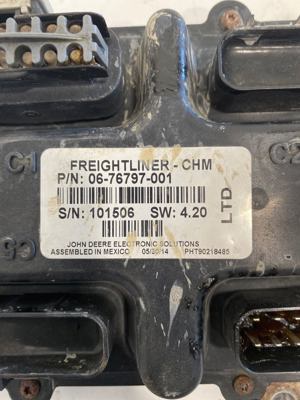 C1
C2
FREIGHTLINER - CHM
P/N: 06-76797-001
S/N: 101506 SW: 4.20
LTD
JOHN DEERE ELECTRONIC SOLUTIONS
ASSEMBLED IN MEXICO 05/2014 PHT90218485
C5